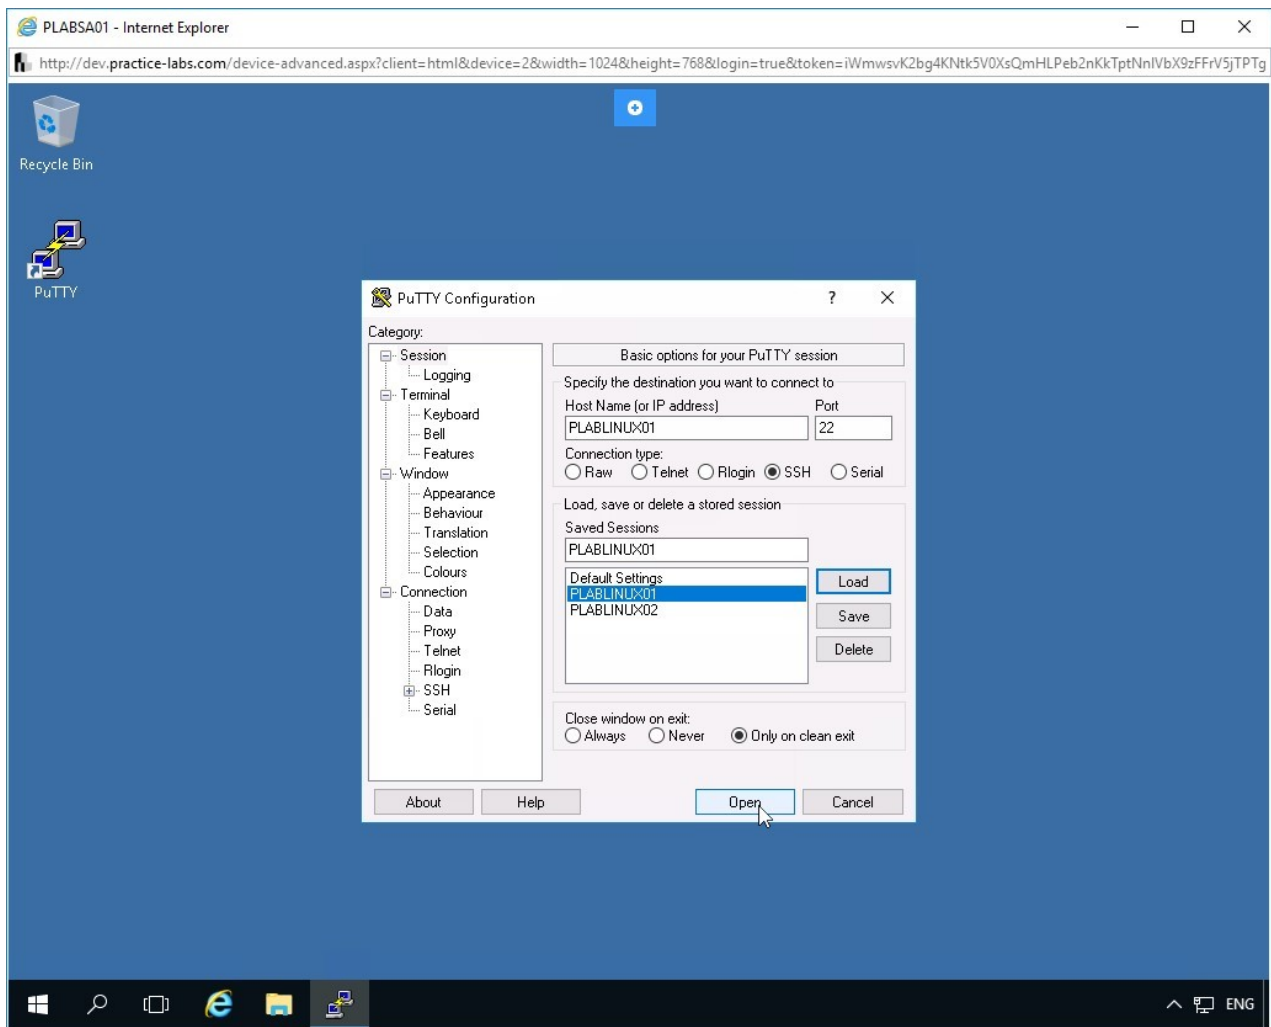 PLABSA01 - Internet Explorer
http://dev.practice-labs.com/device-advanced.aspx?client=html&device=2&width=1024&height=768&login=true&token=iWmwsvK2bg4KNtk5V0XsQmHLPeb2nKkTptNnIVbX9zFFrV5jTPTg
Recycle Bin
PuTTY
PuTTY Configuration
?
Category:
Session
Logging
Terminal
Keyboard
Bell
Features
Window
Appearance
Behaviour
Translation
Selection
Colours
Connection
Data
Proxy
Telnet
Rlogin
SSH
Serial
Basic options for your PuTTY session
Specify the destination you want to connect to
Host Name (or IP address) Port
PLABLINUX01 22
Connection type:
Raw Telnet Rlogin SSH Serial
Load, save or delete a stored session
Saved Sessions
PLABLINUX01
Default Settings
PLABLINUX01
PLABLINUX02
Load
Save
Delete
Close window on exit:
Always Never Only on clean exit
About Help Open Cancel
ENG